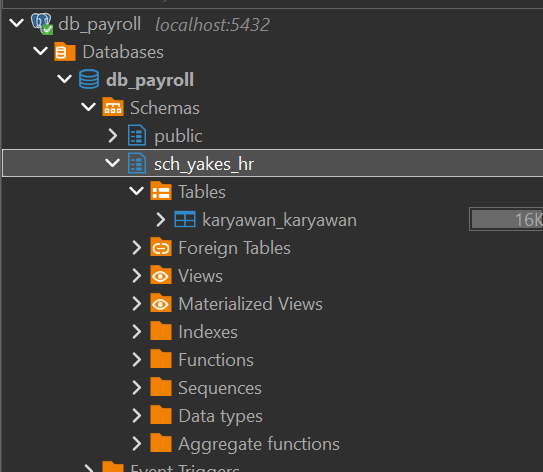 db_payroll localhost:5432
Databases
db_payroll
Schemas
public
sch_yakes_hr
Tables
karyawan_karyawan 16K
Foreign Tables
Views
Materialized Views
Indexes
Functions
Sequences
Data types
Aggregate functions
Event Triggers